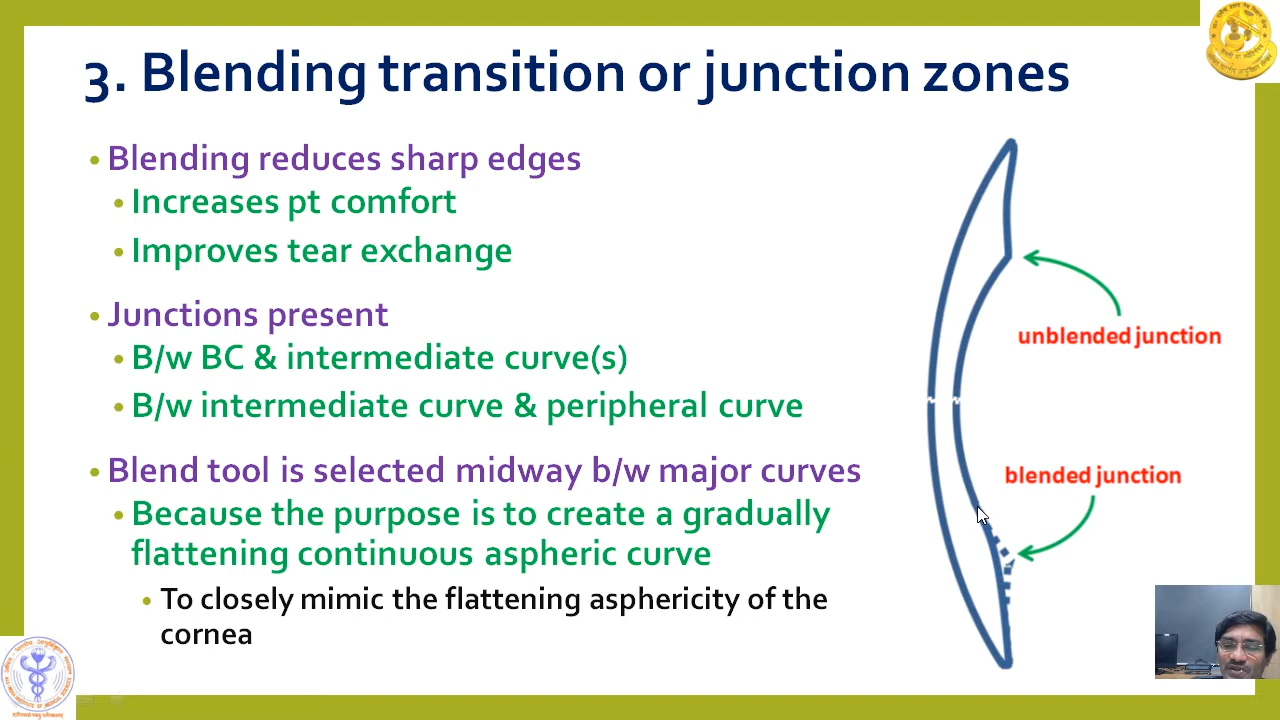 3. Blending transition or junction zones
• Blending reduces sharp edges
• Increases pt comfort
• Improves tear exchange
• Junctions present
• B/w BC & intermediate curve(s)
• B/w intermediate curve & peripheral curve
• Blend tool is selected midway b/w major curves
• Because the purpose is to create a gradually
flattening continuous aspheric curve
• To closely mimic the flattening asphericity of the
cornea
unblended junction
blended junction